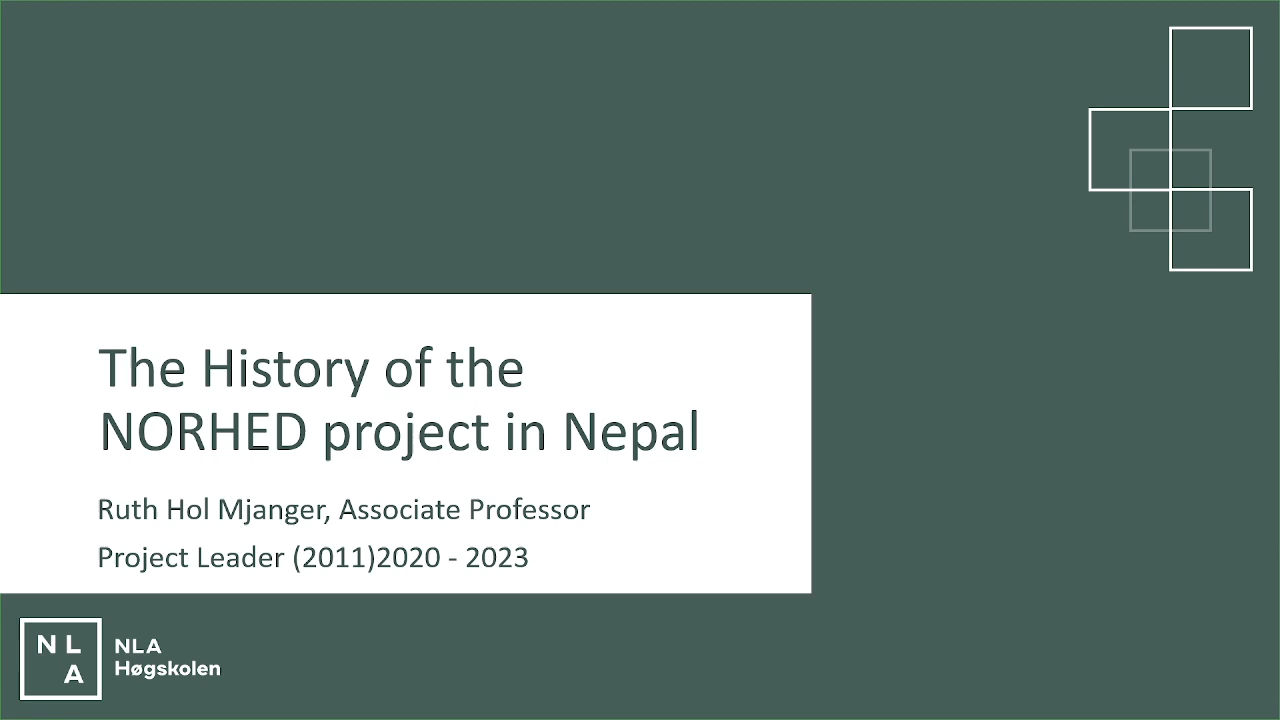 The History of the
NORHED project in Nepal
Ruth Hol Mjanger, Associate Professor
Project Leader (2011)2020 - 2023
N L
A
NLA
Høgskolen